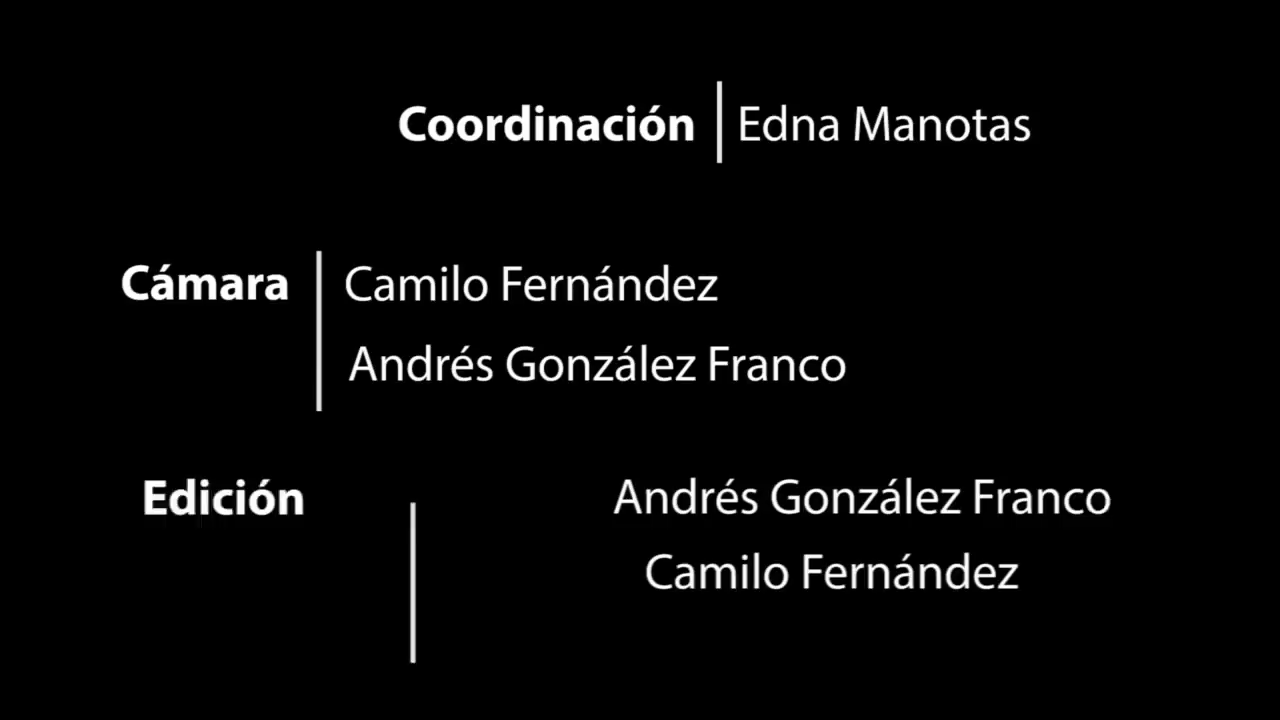 Coordinación Edna Manotas
Cámara Camilo Fernández
Andrés González Franco
Edición Andrés González Franco
Camilo Fernández